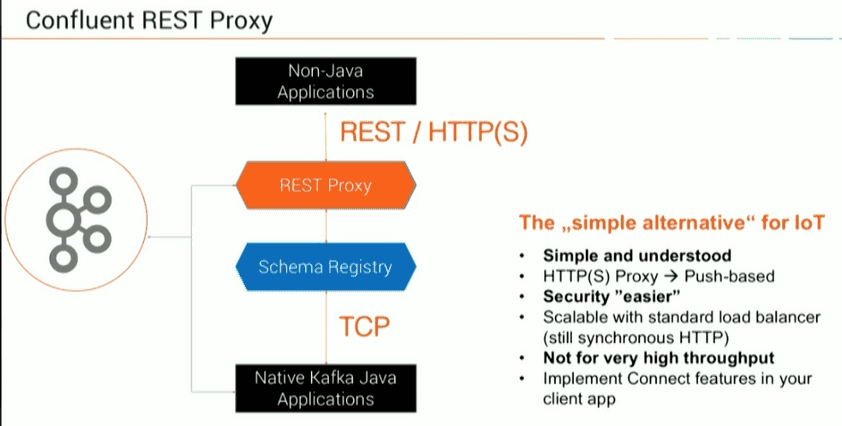 Confluent REST Proxy
Non-Java
Applications
REST / HTTP(S)
REST Proxy
Schema Registry
TCP
Native Kafka Java
Applications
The „simple alternative“ for IoT
• Simple and understood
• HTTP(S) Proxy → Push-based
• Security ”easier”
• Scalable with standard load balancer
(still synchronous HTTP)
• Not for very high throughput
• Implement Connect features in your
client app